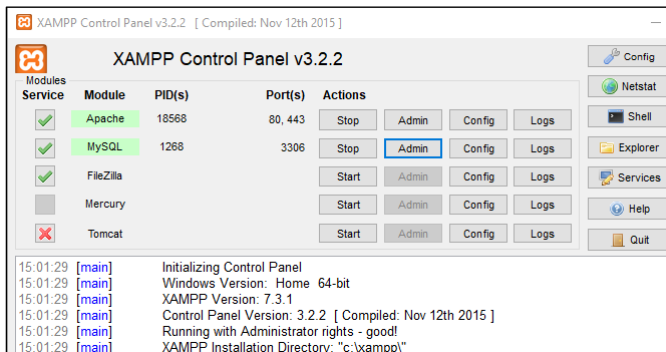 XAMPP Control Panel v3.2.2 [ Compiled: Nov 12th 2015 ]
XAMPP Control Panel v3.2.2
Config
Modules
Service Module PID(s) Port(s) Actions
Netstat
Apache 18568 80, 443 Stop Admin Config Logs
Shell
MySQL 1268 3306 Stop Admin Config Logs
Explorer
FileZilla Start Admin Config Logs
Services
Mercury Start Admin Config Logs
Help
Tomcat Start Admin Config Logs
Quit
15:01:29 [main] Initializing Control Panel
15:01:29 [main] Windows Version: Home 64-bit
15:01:29 [main] XAMPP Version: 7.3.1
15:01:29 [main] Control Panel Version: 3.2.2 [ Compiled: Nov 12th 2015 ]
15:01:29 [main] Running with Administrator rights - good!
15:01:29 [main] XAMPP Installation Directory: "c:\xampp\"